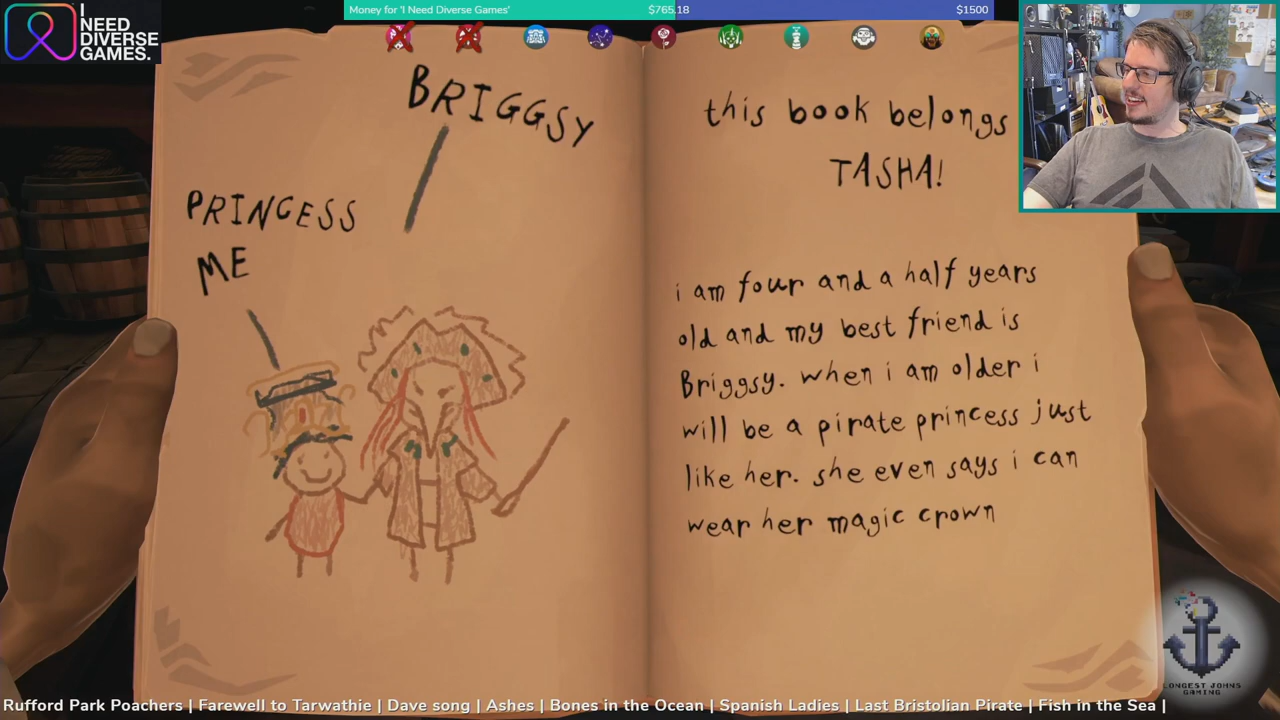 I
NEED
DIVERSE
GAMES.
Money for 'I Need Diverse Games'
$765.18
$1500
BRIGGSY
PRINCESS
ME
this book belongs
TASHA!
i am four and a half years
old and my best friend is
Briggsy. when i am older i
will be a pirate princess just
like her. she even says i can
wear her magic crown
LONGEST JOHNS
GAMING
Rufford Park Poachers | Farewell to Tarwathie | Dave song | Ashes | Bones in the Ocean | Spanish Ladies | Last Bristolian Pirate | Fish in the Sea |